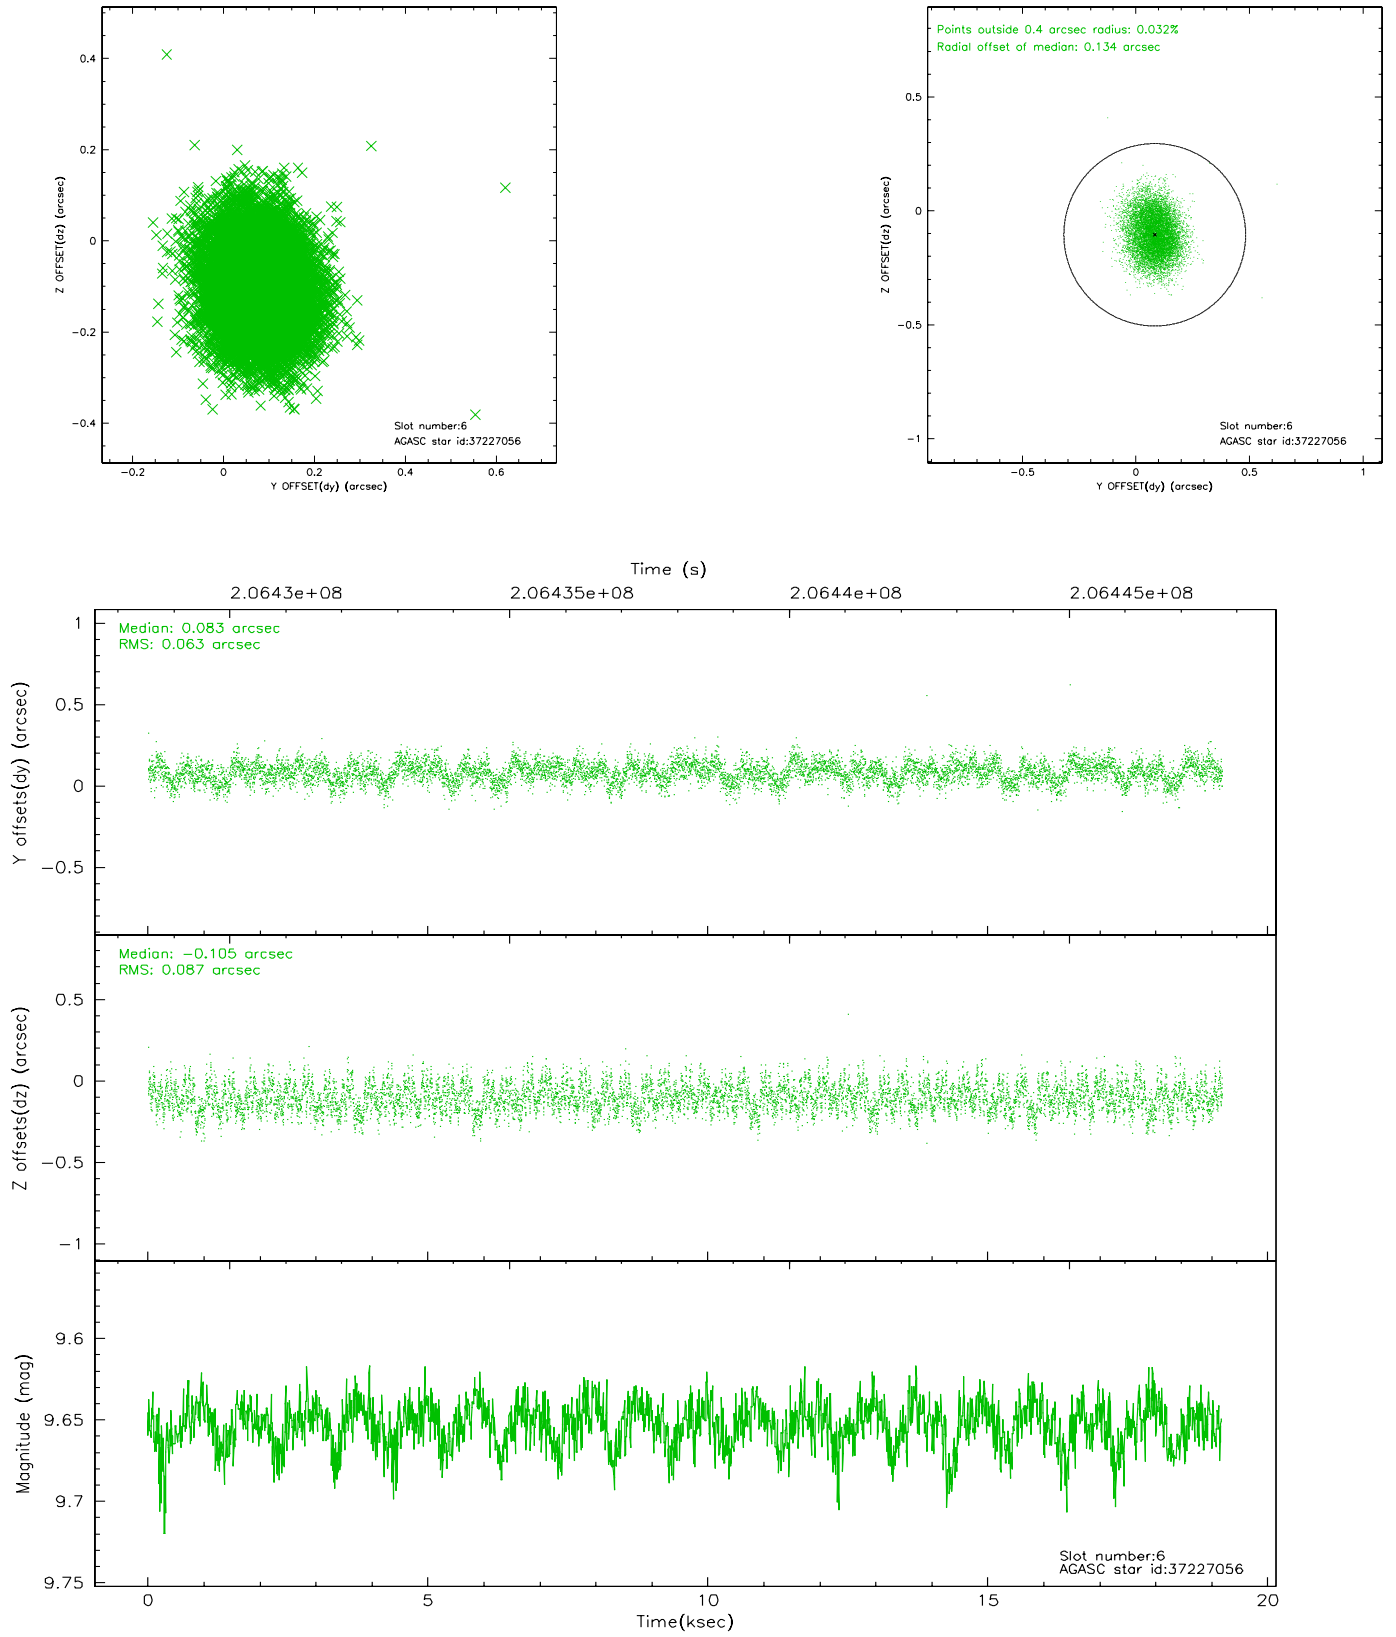 0.4
0.2
0
−0.2
−0.4
Z OFFSET(dz) (arcsec)
Slot number:6
AGASC star id:37227056
−0.2
0
0.2
0.4
0.6
Y OFFSET(dy) (arcsec)
Points outside 0.4 arcsec radius: 0.032%
Radial offset of median: 0.134 arcsec
0.5
0
−0.5
−1
Z OFFSET(dz) (arcsec)
Slot number:6
AGASC star id:37227056
−0.5
0
0.5
1
Y OFFSET(dy) (arcsec)
Time (s)
2.0643e+08
2.06435e+08
2.0644e+08
2.06445e+08
Median: 0.083 arcsec
RMS: 0.063 arcsec
1
0.5
0
−0.5
Y offsets(dy) (arcsec)
Median: −0.105 arcsec
RMS: 0.087 arcsec
0.5
0
−0.5
−1
Z offsets(dz) (arcsec)
9.6
9.65
9.7
9.75
Magnitude (mag)
Slot number:6
AGASC star id:37227056
0
5
10
15
20
Time(ksec)